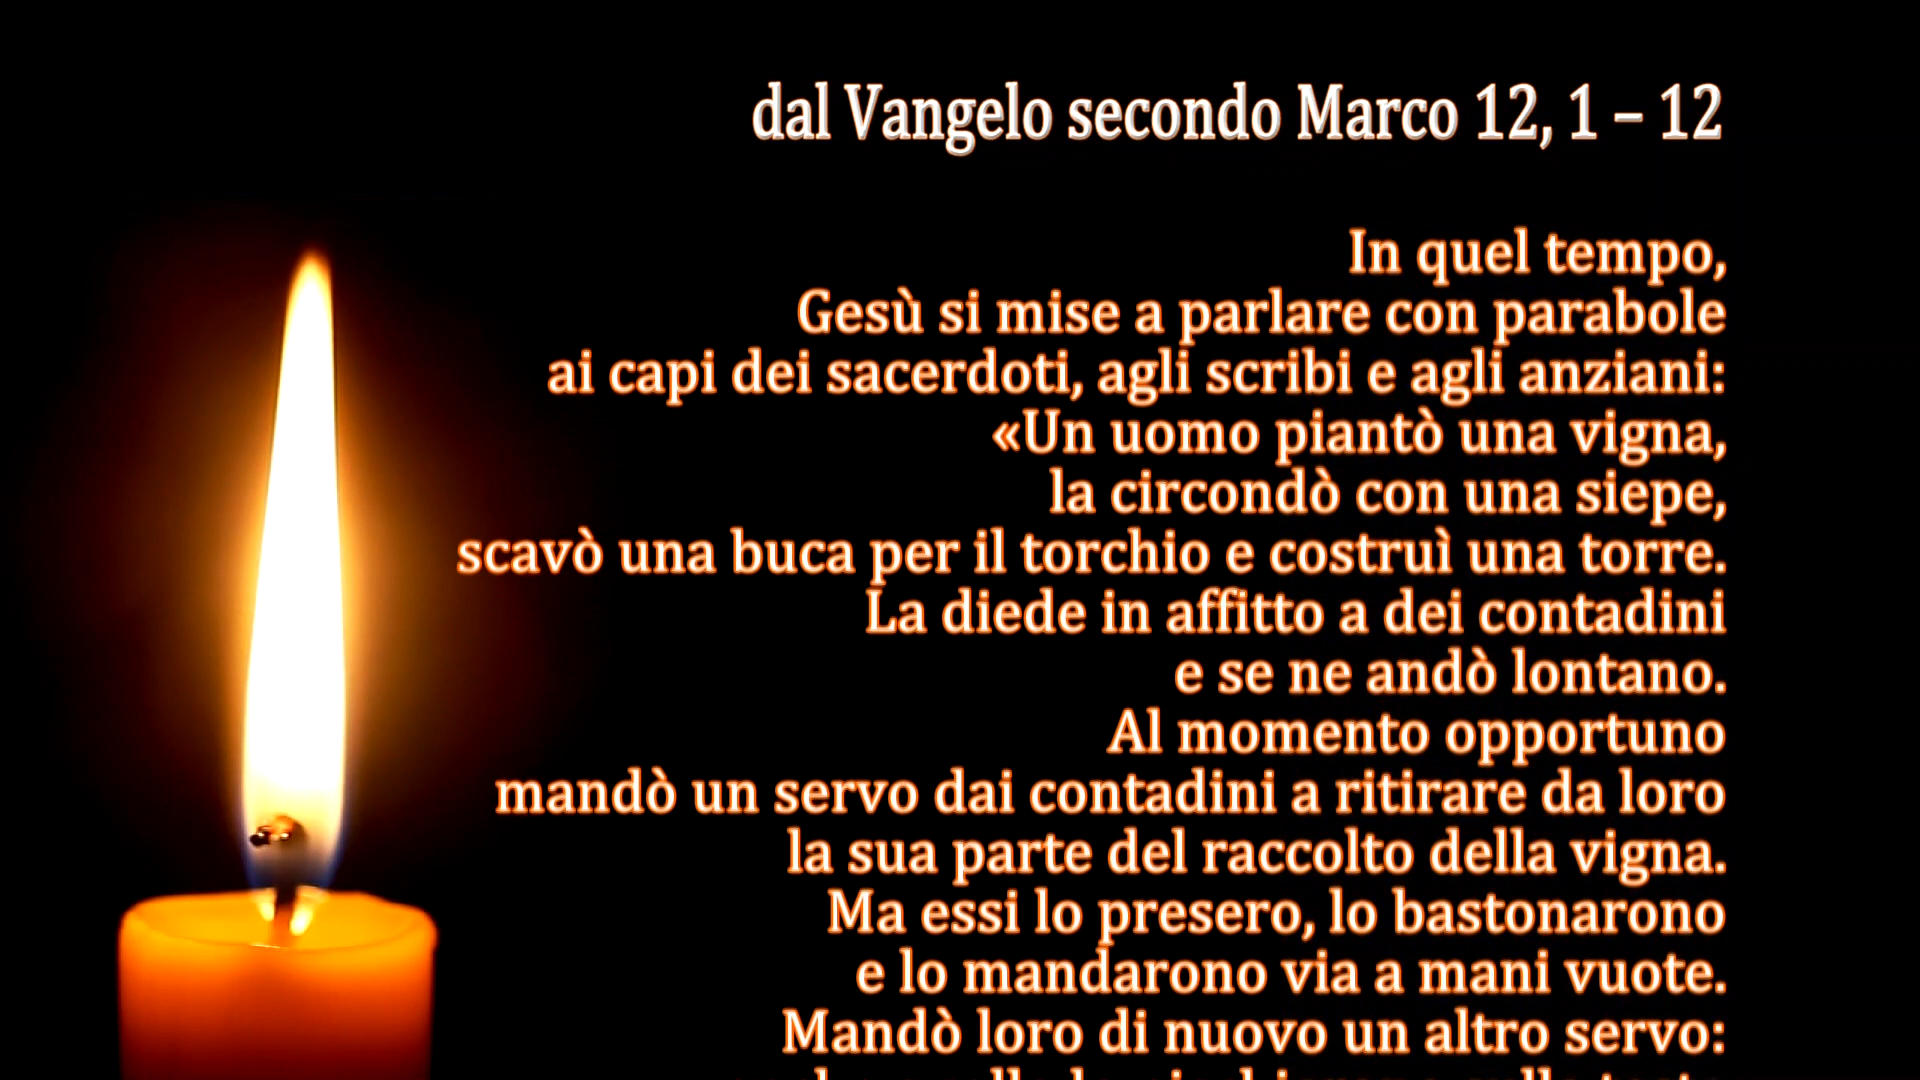 dal Vangelo secondo Marco 12, 1 – 12
In quel tempo,
Gesù si mise a parlare con parabole
ai capi dei sacerdoti, agli scribi e agli anziani:
«Un uomo piantò una vigna,
la circondò con una siepe,
scavò una buca per il torchio e costruì una torre.
La diede in affitto a dei contadini
e se ne andò lontano.
Al momento opportuno
mandò un servo dai contadini a ritirare da loro
la sua parte del raccolto della vigna.
Ma essi lo presero, lo bastonarono
e lo mandarono via a mani vuote.
Mandò loro di nuovo un altro servo: